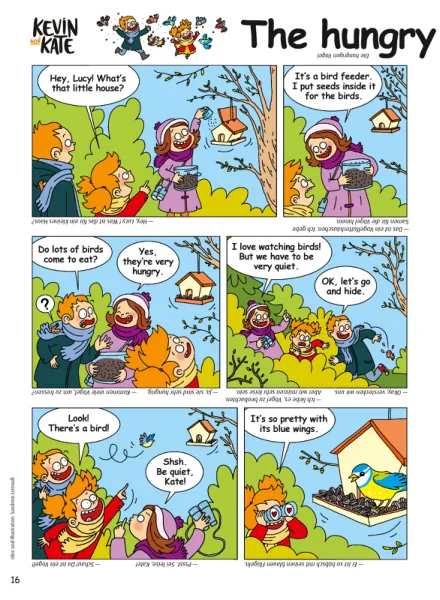 KEVIN
and
KATE
The hungry
Die hungrigen Vögel
Hey, Lucy! What's
that little house?
— Hey, Lucy! Was ist das für ein kleines Haus?
It's a bird feeder.
I put seeds inside it
for the birds.
— Das ist ein Vogelfutterhäuschen. Ich gebe
Samen für die Vögel hinein.
Do lots of birds
come to eat?
Yes,
they're very
hungry.
?
— Kommen viele Vögel, um zu fressen?
— Ja, sie sind sehr hungrig.
I love watching birds!
But we have to be
very quiet.
OK, let's go
and hide.
— Ich liebe es, Vögel zu beobachten.
Aber wir müssen sehr leise sein.
— Okay, verstecken wir uns.
Look!
There's a bird!
Shsh.
Be quiet,
Kate!
— Schau! Da ist ein Vogel!
— Pssst. Sei leise, Kate!
It's so pretty with
its blue wings.
— Er ist so hübsch mit seinen blauen Flügeln.
16